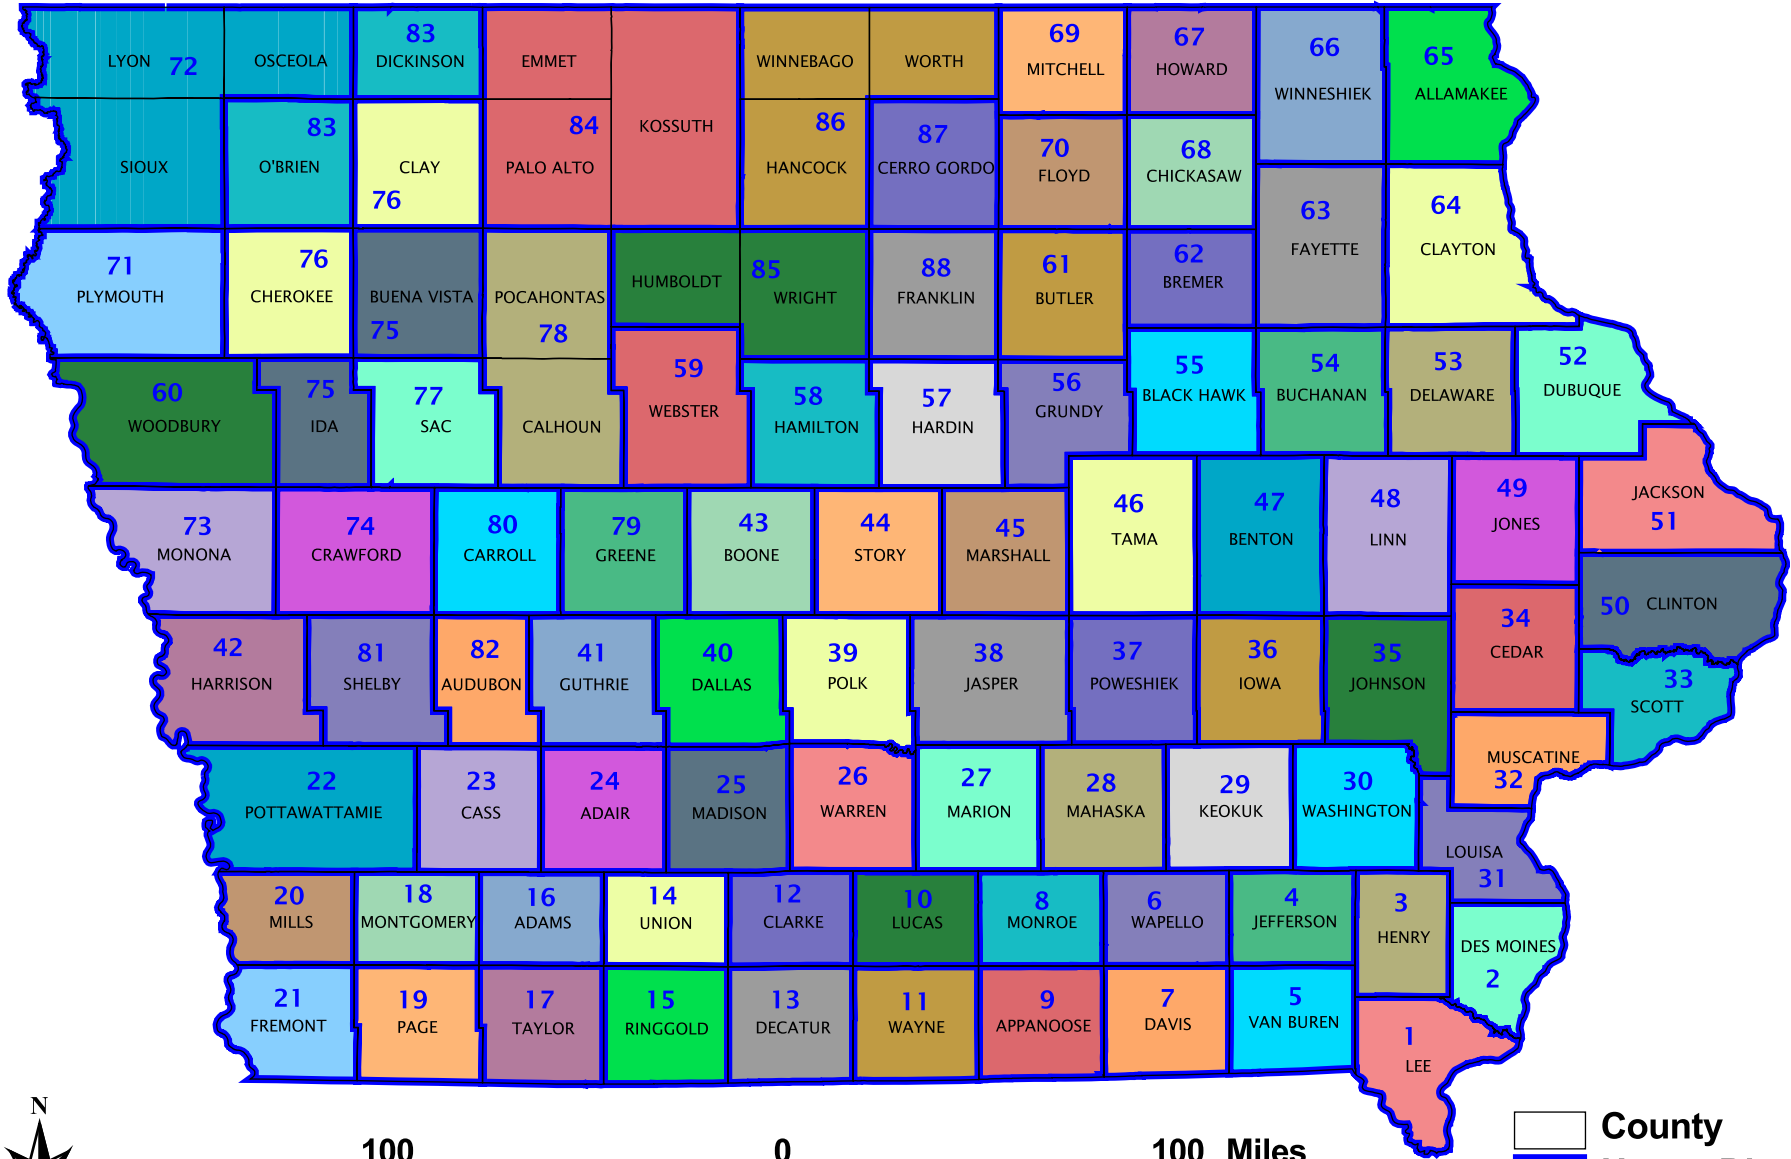 LYON 72
OSCEOLA
83
DICKINSON
EMMET
WINNEBAGO
WORTH
69
MITCHELL
67
HOWARD
66
WINNESHIEK
65
ALLAMAKEE
SIOUX
83
O'BRIEN
CLAY
76
84
PALO ALTO
KOSSUTH
86
HANCOCK
87
CERRO GORDO
70
FLOYD
68
CHICKASAW
63
FAYETTE
64
CLAYTON
71
PLYMOUTH
76
CHEROKEE
BUENA VISTA
75
POCAHONTAS
78
HUMBOLDT
85
WRIGHT
88
FRANKLIN
61
BUTLER
62
BREMER
60
WOODBURY
75
IDA
77
SAC
CALHOUN
59
WEBSTER
58
HAMILTON
57
HARDIN
56
GRUNDY
55
BLACK HAWK
54
BUCHANAN
53
DELAWARE
52
DUBUQUE
73
MONONA
74
CRAWFORD
80
CARROLL
79
GREENE
43
BOONE
44
STORY
45
MARSHALL
46
TAMA
47
BENTON
48
LINN
49
JONES
JACKSON
51
50 CLINTON
42
HARRISON
81
SHELBY
82
AUDUBON
41
GUTHRIE
40
DALLAS
39
POLK
38
JASPER
37
POWESHIEK
36
IOWA
35
JOHNSON
34
CEDAR
33
SCOTT
22
POTTAWATTAMIE
23
CASS
24
ADAIR
25
MADISON
26
WARREN
27
MARION
28
MAHASKA
29
KEOKUK
30
WASHINGTON
MUSCATINE
32
LOUISA
31
20
MILLS
18
MONTGOMERY
16
ADAMS
14
UNION
12
CLARKE
10
LUCAS
8
MONROE
6
WAPELLO
4
JEFFERSON
3
HENRY
DES MOINES
2
21
FREMONT
19
PAGE
17
TAYLOR
15
RINGGOLD
13
DECATUR
11
WAYNE
9
APPANOOSE
7
DAVIS
5
VAN BUREN
1
LEE
N
100 0 100 Miles
County